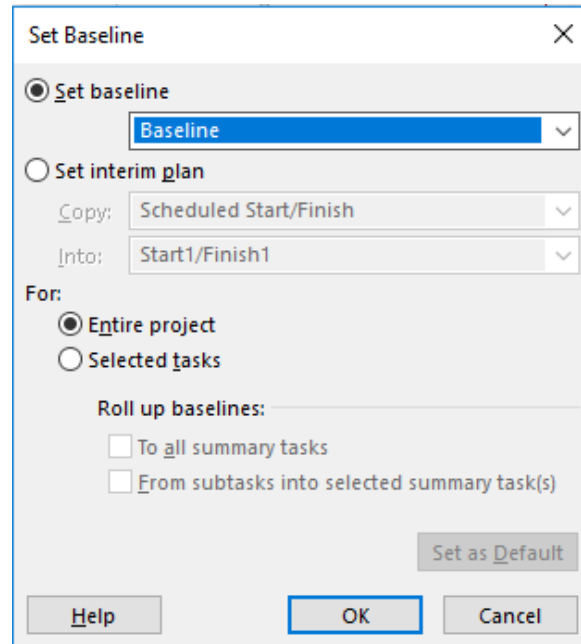 Set Baseline
Set baseline
Baseline
Set interim plan
Copy: Scheduled Start/Finish
Into: Start1/Finish1
For:
Entire project
Selected tasks
Roll up baselines:
To all summary tasks
From subtasks into selected summary task(s)
Set as Default
Help OK Cancel